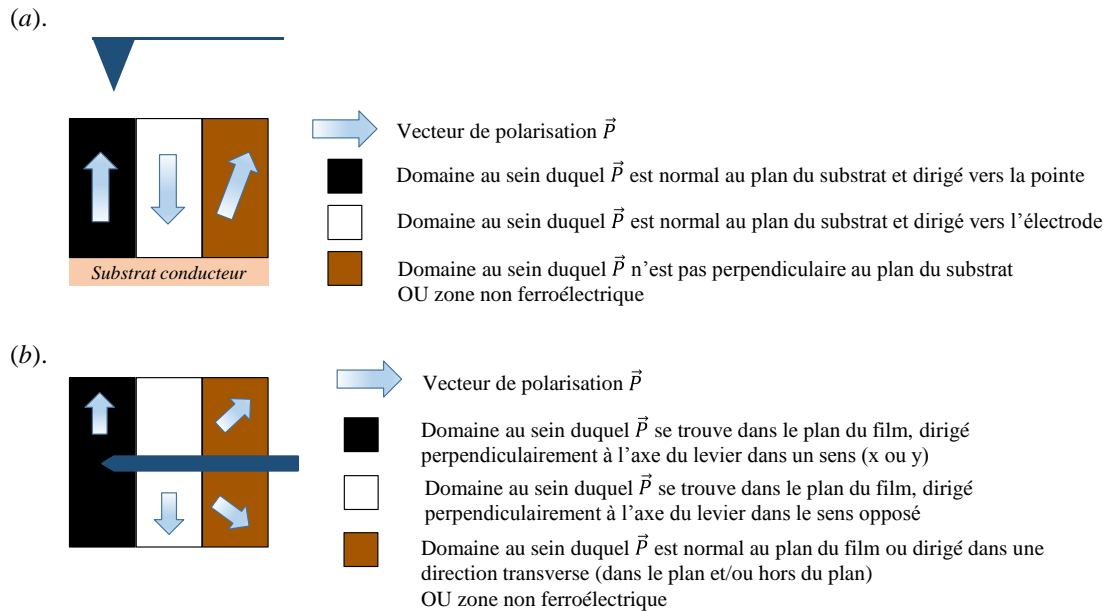 (a).
Vecteur de polarisation P⃗
Domaine au sein duquel P⃗ est normal au plan du substrat et dirigé vers la pointe
Domaine au sein duquel P⃗ est normal au plan du substrat et dirigé vers l’électrode
Substrat conducteur
Domaine au sein duquel P⃗ n’est pas perpendiculaire au plan du substrat
OU zone non ferroélectrique
(b).
Vecteur de polarisation P⃗
Domaine au sein duquel P⃗ se trouve dans le plan du film, dirigé
perpendiculairement à l’axe du levier dans un sens (x ou y)
Domaine au sein duquel P⃗ se trouve dans le plan du film, dirigé
perpendiculairement à l’axe du levier dans le sens opposé
Domaine au sein duquel P⃗ est normal au plan du film ou dirigé dans une
direction transverse (dans le plan et/ou hors du plan)
OU zone non ferroélectrique